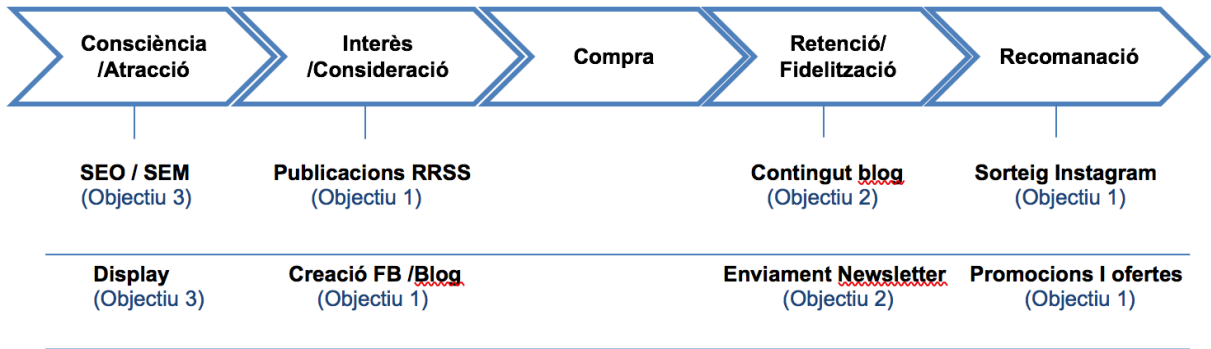 Consciència
/Atracció
Interès
/Consideració
Compra
Retenció/
Fidelització
Recomanació
SEO / SEM
(Objectiu 3)
Publicacions RRSS
(Objectiu 1)
Contingut blog
(Objectiu 2)
Sorteig Instagram
(Objectiu 1)
Display
(Objectiu 3)
Creació FB /Blog
(Objectiu 1)
Enviament Newsletter
(Objectiu 2)
Promocions I ofertes
(Objectiu 1)